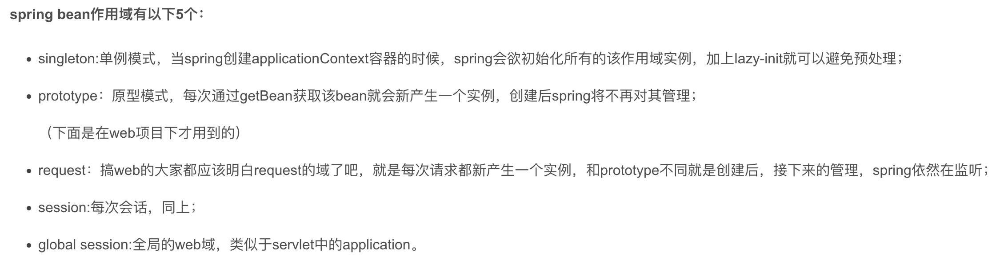 spring bean作用域有以下5个：
singleton:单例模式，当spring创建applicationContext容器的时候，spring会欲初始化所有的该作用域实例，加上lazy-init就可以避免预处理；
prototype：原型模式，每次通过getBean获取该bean就会新产生一个实例，创建后spring将不再对其管理；
（下面是在web项目下才用到的）
request：搞web的大家都应该明白request的域了吧，就是每次请求都新产生一个实例，和prototype不同就是创建后，接下来的管理，spring依然在监听；
session:每次会话，同上；
global session:全局的web域，类似于servlet中的application。